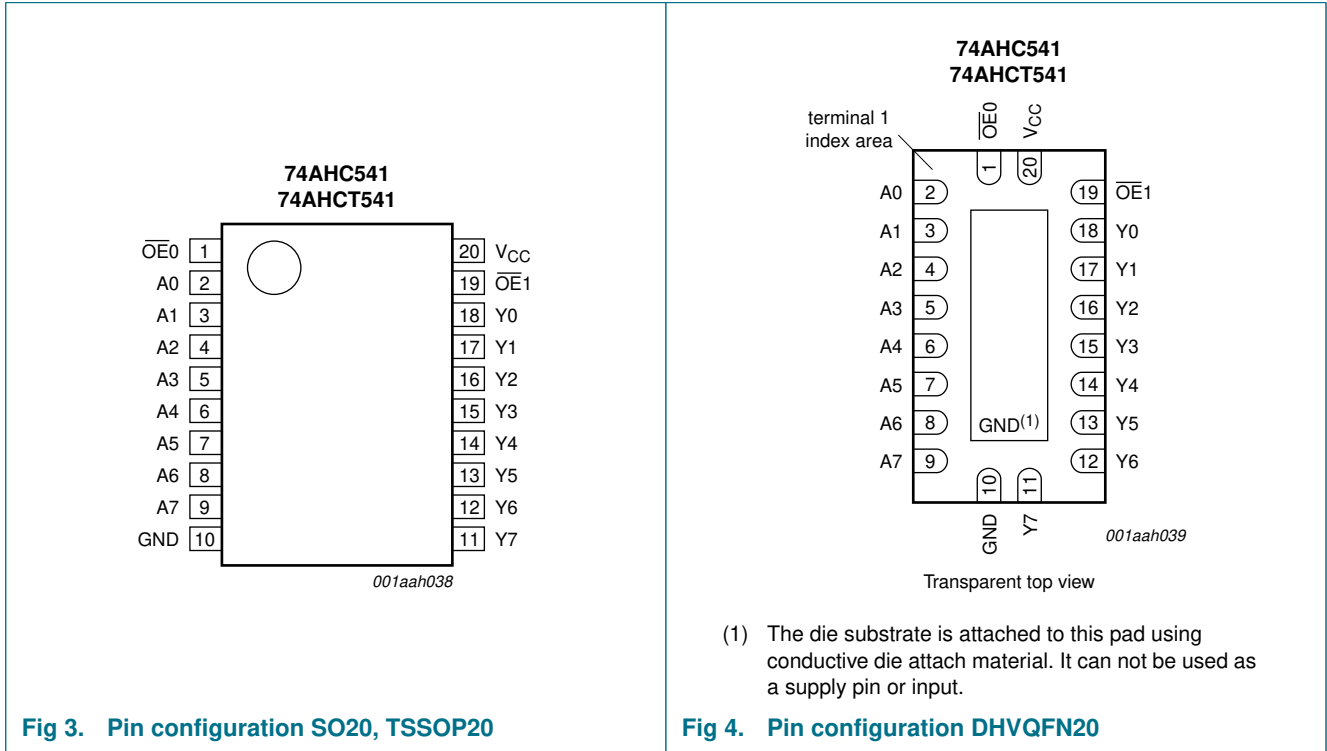 74AHC541
74AHCT541
OE0 1
A0 2
A1 3
A2 4
A3 5
A4 6
A5 7
A6 8
A7 9
GND 10
20 VCC
19 OE1
18 Y0
17 Y1
16 Y2
15 Y3
14 Y4
13 Y5
12 Y6
11 Y7
001aah038
Fig 3. Pin configuration SO20, TSSOP20
74AHC541
74AHCT541
terminal 1
index area
OE0
VCC
1
20
A0 2
A1 3
A2 4
A3 5
A4 6
A5 7
A6 8
A7 9
19 OE1
18 Y0
17 Y1
16 Y2
15 Y3
14 Y4
13 Y5
12 Y6
GND(1)
10
11
GND
Y7
001aah039
Transparent top view
(1) The die substrate is attached to this pad using
conductive die attach material. It can not be used as
a supply pin or input.
Fig 4. Pin configuration DHVQFN20